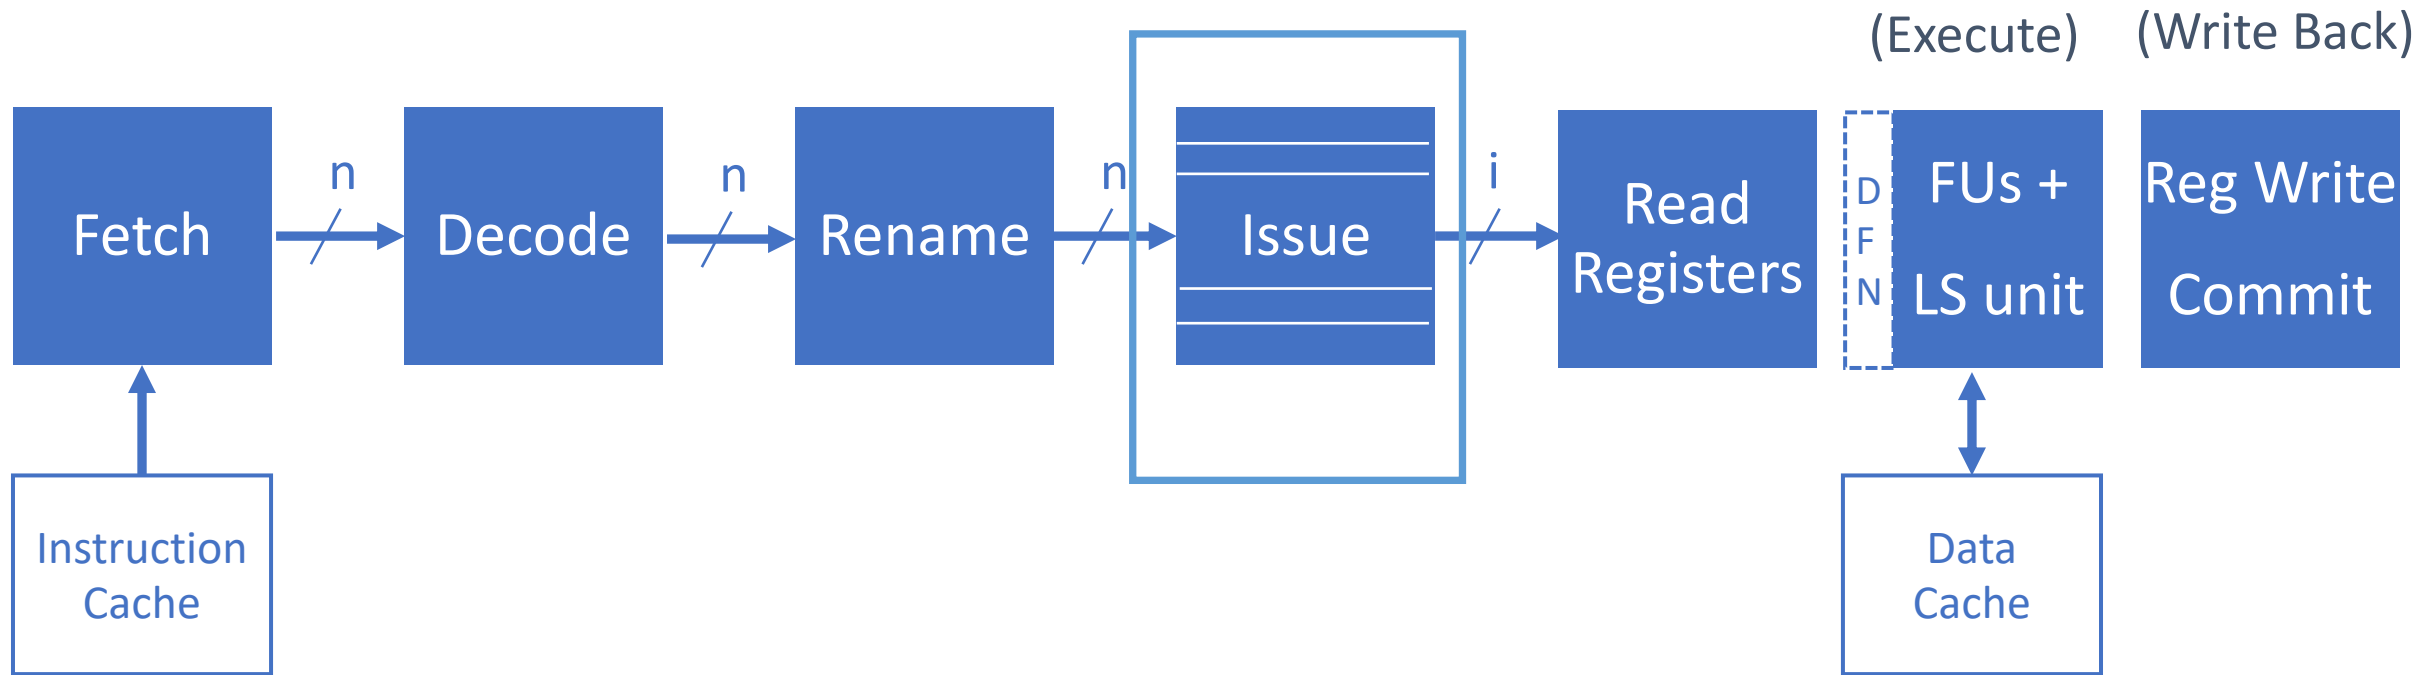 (Execute)
(Write Back)
Fetch
n
Decode
n
Rename
n
Issue
i
Read
Registers
D
F
N
FUs +
LS unit
Reg Write
Commit
Instruction
Cache
Data
Cache